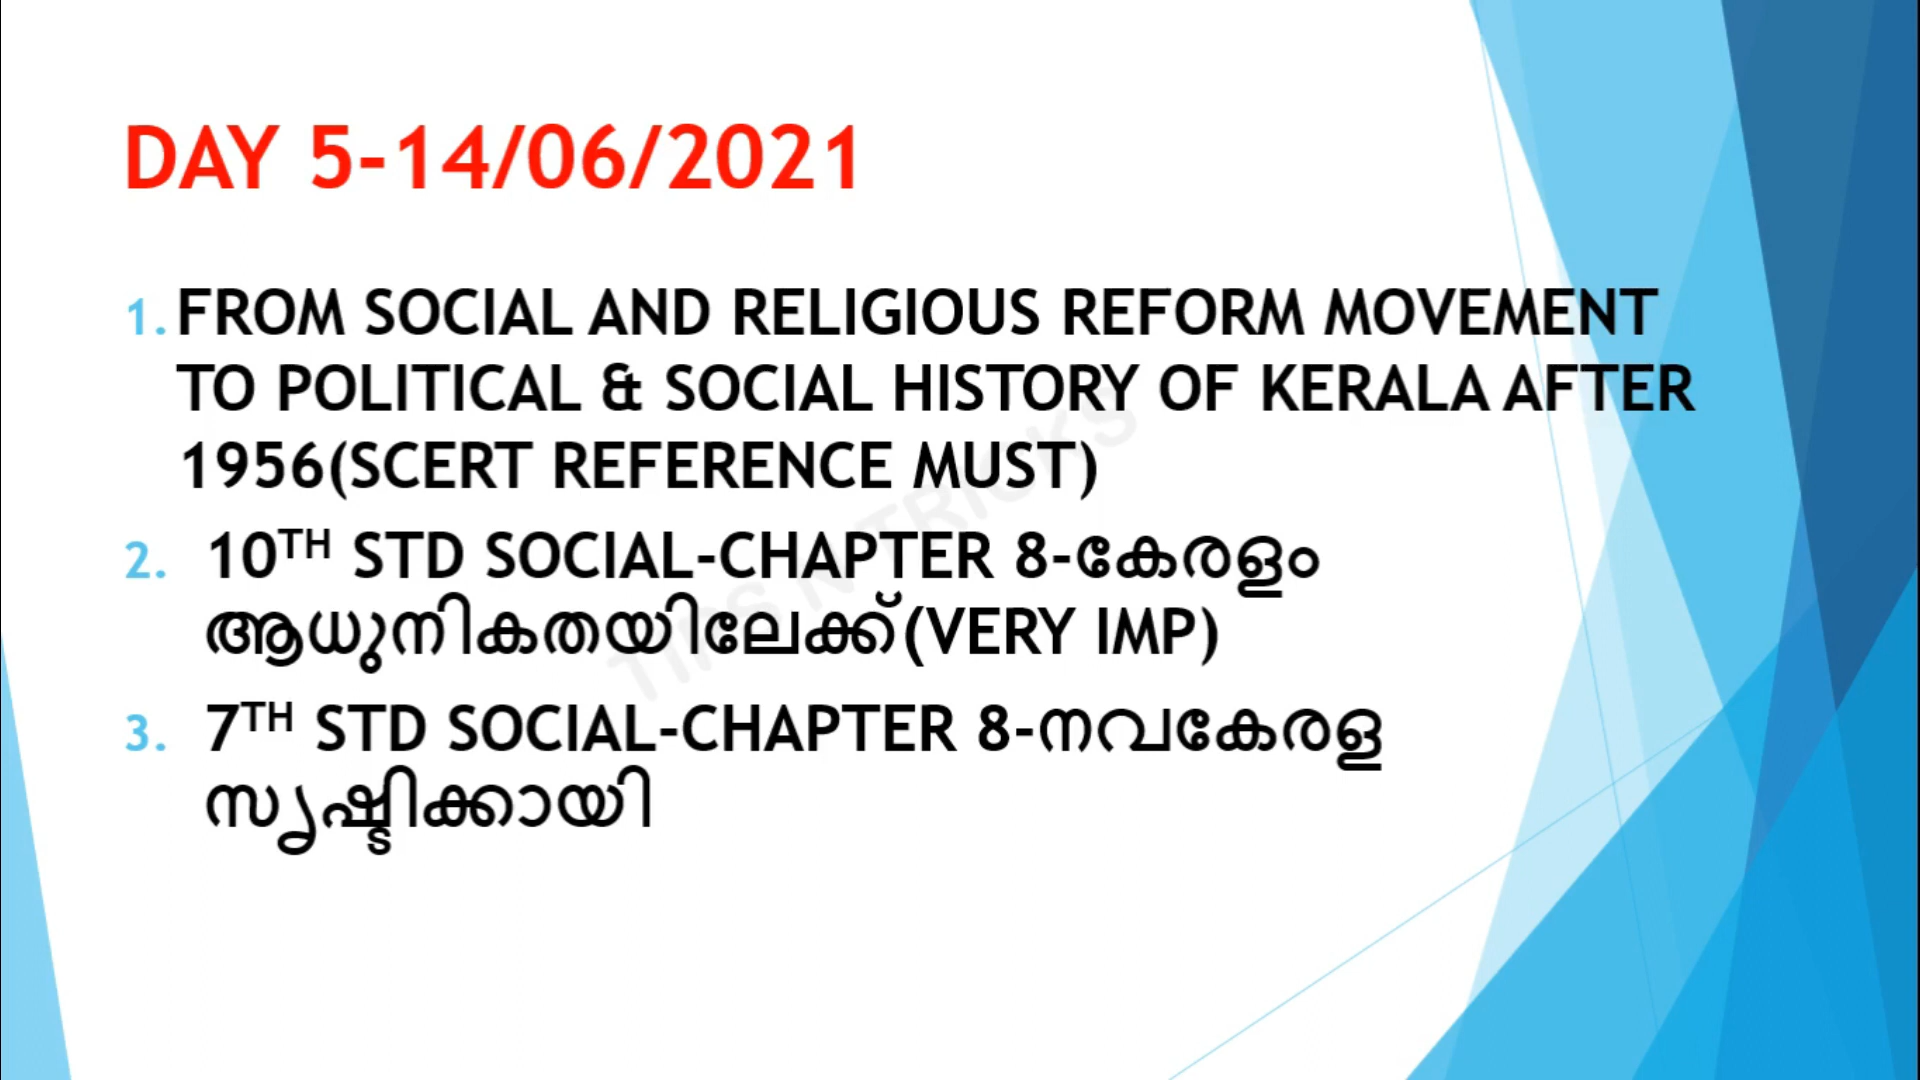 DAY 5-14/06/2021
1. FROM SOCIAL AND RELIGIOUS REFORM MOVEMENT
TO POLITICAL & SOCIAL HISTORY OF KERALA AFTER
1956(SCERT REFERENCE MUST)
2. 10TH STD SOCIAL-CHAPTER 8-കേരളം
ആധുനികതയിലേക്ക്(VERY IMP)
3. 7TH STD SOCIAL-CHAPTER 8-നവകേരള
സൃഷ്ടിക്കായി
TIPS N TRICKS